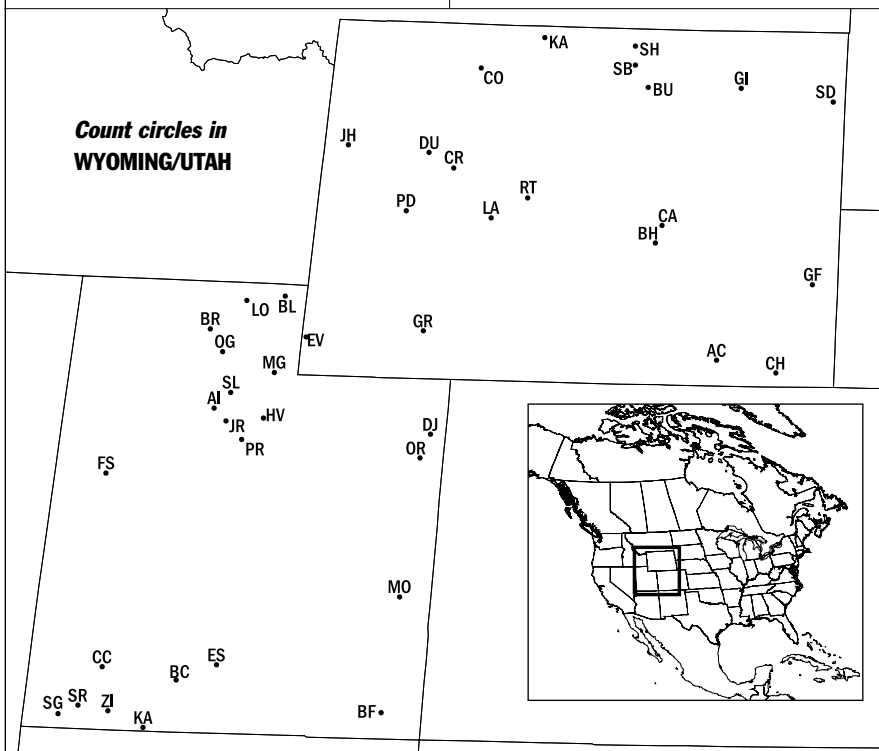 Count circles in
WYOMING/UTAH
KA
SH
SB
CO
BU
GI
SD
JH
DU
CR
RT
PD
LA
CA
BH
GF
GR
AC
CH
LO
BL
BR
EV
OG
MG
SL
AI
JR
HV
PR
DJ
OR
FS
MO
CC
ES
BC
SR
ZI
SG
KA
BF